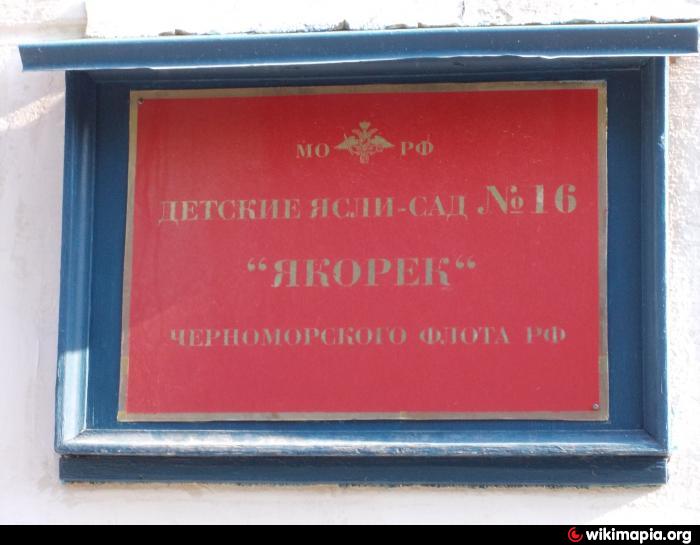 МО РФ
ДЕТСКИЕ ЯСЛИ-САД №16
“ЯКОРЕК“
ЧЕРНОМОРСКОГО ФЛОТА РФ
wikimapia.org